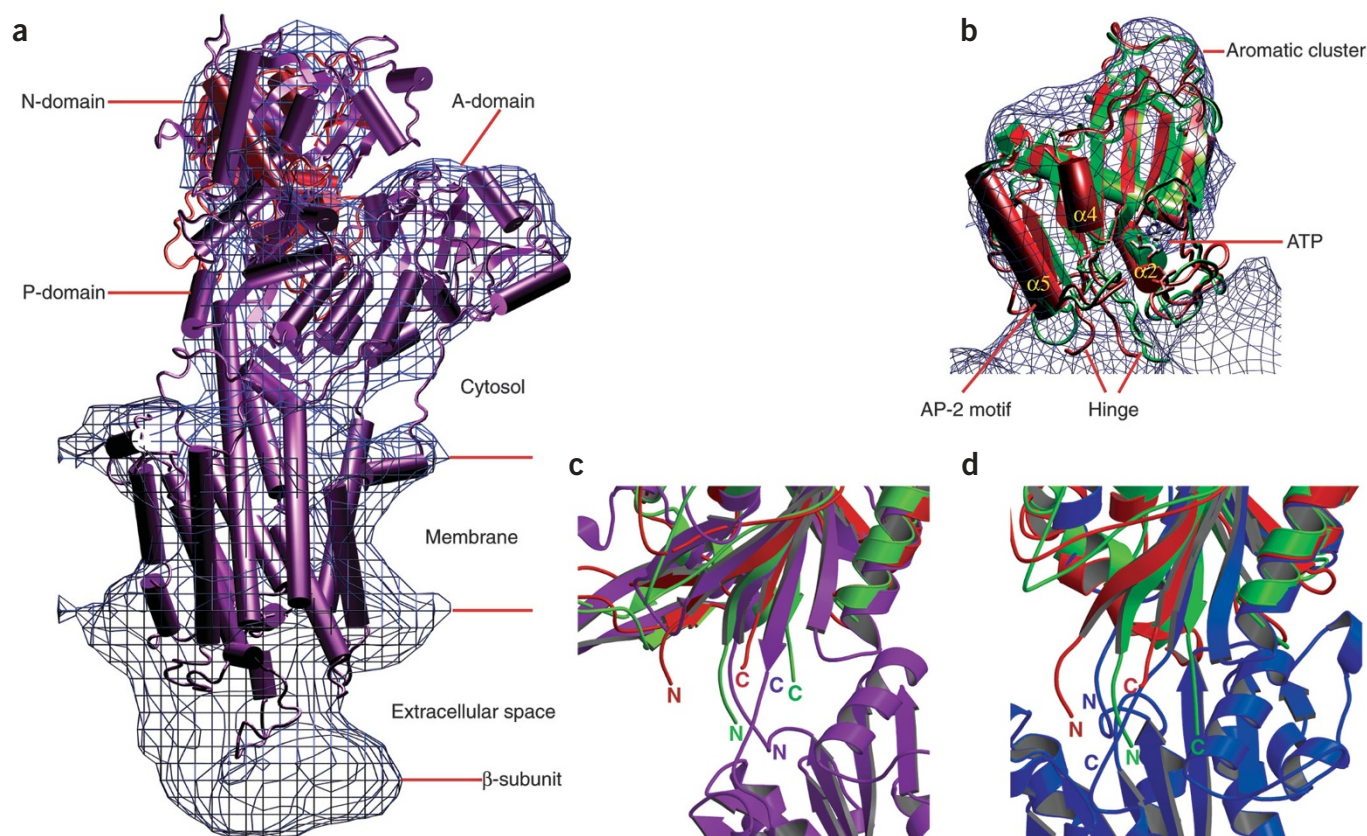 a
N-domain
A-domain
P-domain
Cytosol
Membrane
Extracellular space
β-subunit
b
Aromatic cluster
α4
ATP
α2
α5
AP-2 motif
Hinge
c
N
C
C
C
N
N
d
N
C
N
C
C
N